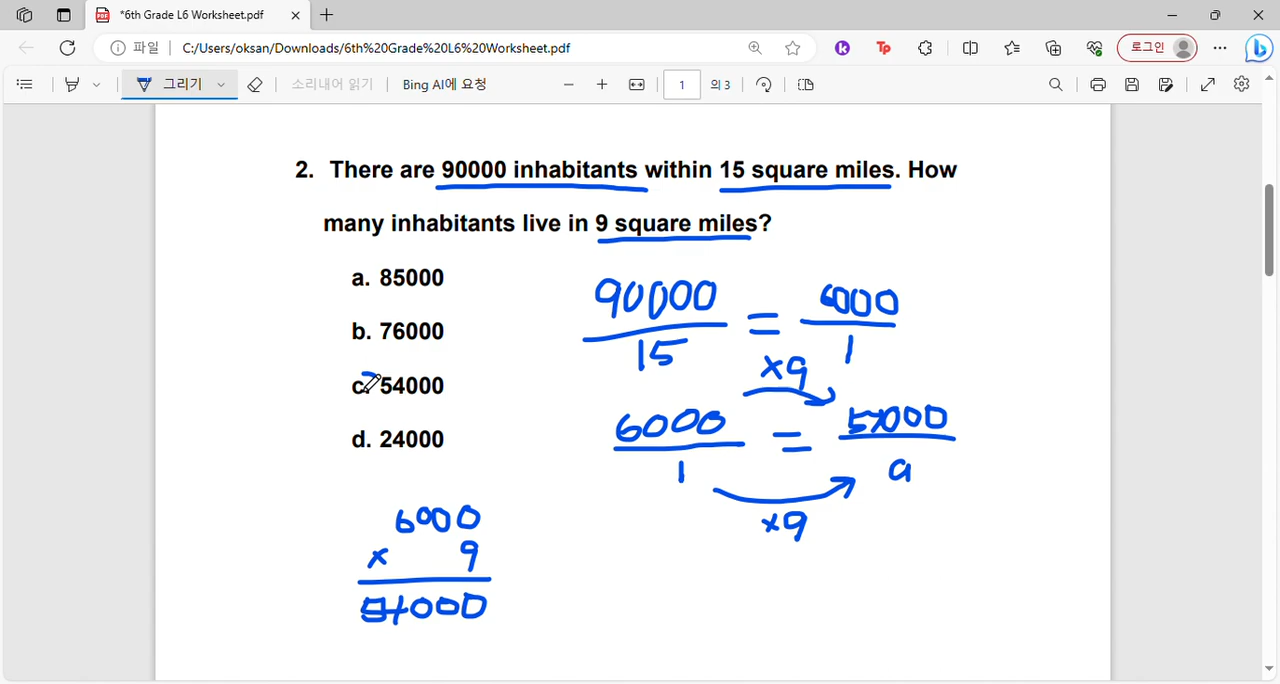 *6th Grade L6 Worksheet.pdf
파일 C:/Users/oksan/Downloads/6th%20Grade%20L6%20Worksheet.pdf
로그인
그리기 소리내어 읽기 Bing AI에 요청 1 의 3
2. There are 90000 inhabitants within 15 square miles. How
many inhabitants live in 9 square miles?
a. 85000
b. 76000
c. 54000
d. 24000
90000 = 6000
15 1
×9
6000 = 54000
1 9
×9
6000
× 9
54000